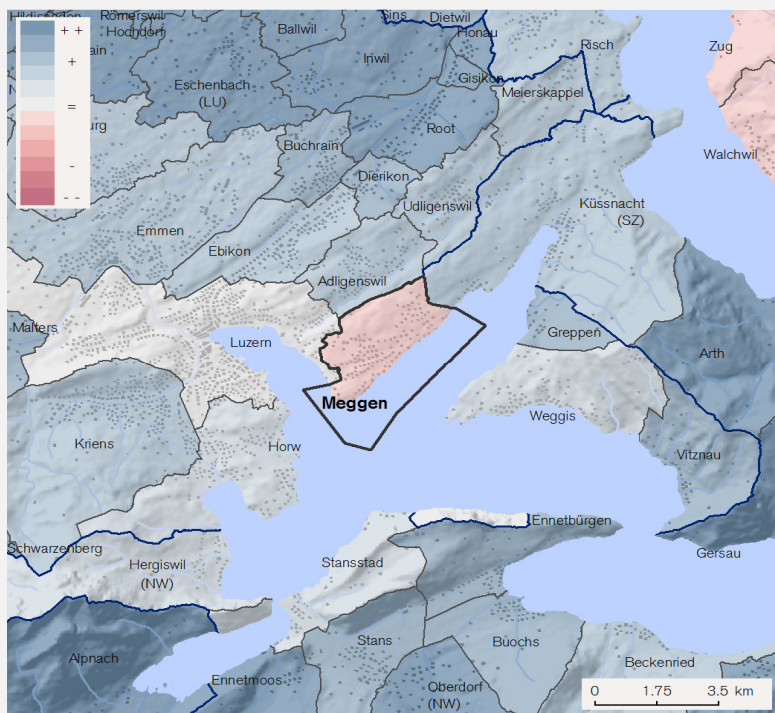 Hildisrieden
Römerswil
Hochdorf
Ballwil
Sins
Dietwil
Honau
Risch
Zug
+ +
+
=
-
- -
Inwil
Eschenbach
(LU)
Gisikon
Meierskappel
Root
Buchrain
Walchwil
Dierikon
Udligenswil
Küssnacht
(SZ)
Emmen
Ebikon
Adligenswil
Malters
Luzern
Greppen
Arth
Meggen
Weggis
Kriens
Horw
Vitznau
Schwarzenberg
Ennetbürgen
Gersau
Hergiswil
(NW)
Stansstad
Alpnach
Stans
Buochs
Beckenried
Ennetmoos
Oberdorf
(NW)
0 1.75 3.5 km